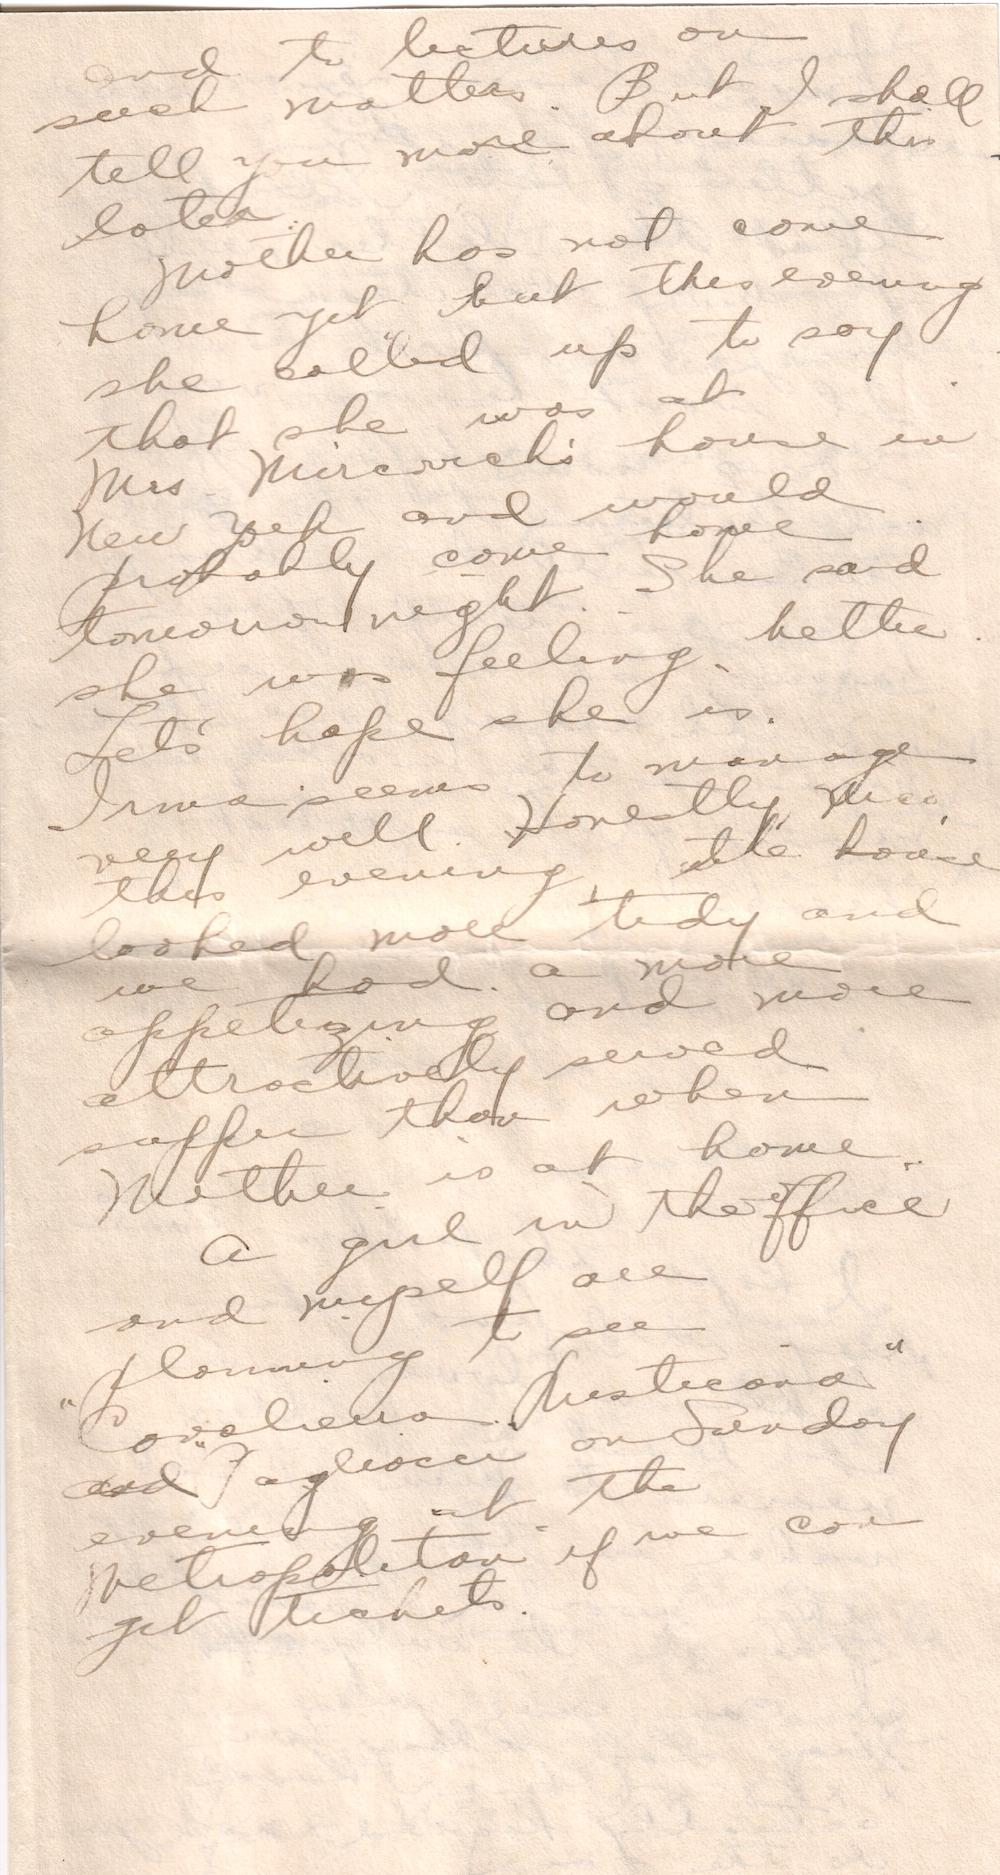 and to lectures on
such matters. But I shall
tell you more about this
later.
Mother has not come
home yet but this evening
she called up to say
that she was at
Mrs. house in
New York and would
probably come home
tomorrow night. She said
she was feeling better.
Let's hope she is.
Irma seems to manage
very well. Honestly,
this evening, the house
looked more tidy and
we had a more
appetizing and more
attractively served
supper than when
Mother is at home.
A girl in the office
and myself are
planning to see
"Cavalleria Rusticana"
and "Pagliacci on Sunday
evening at the
Metropolitan if we can
get tickets.